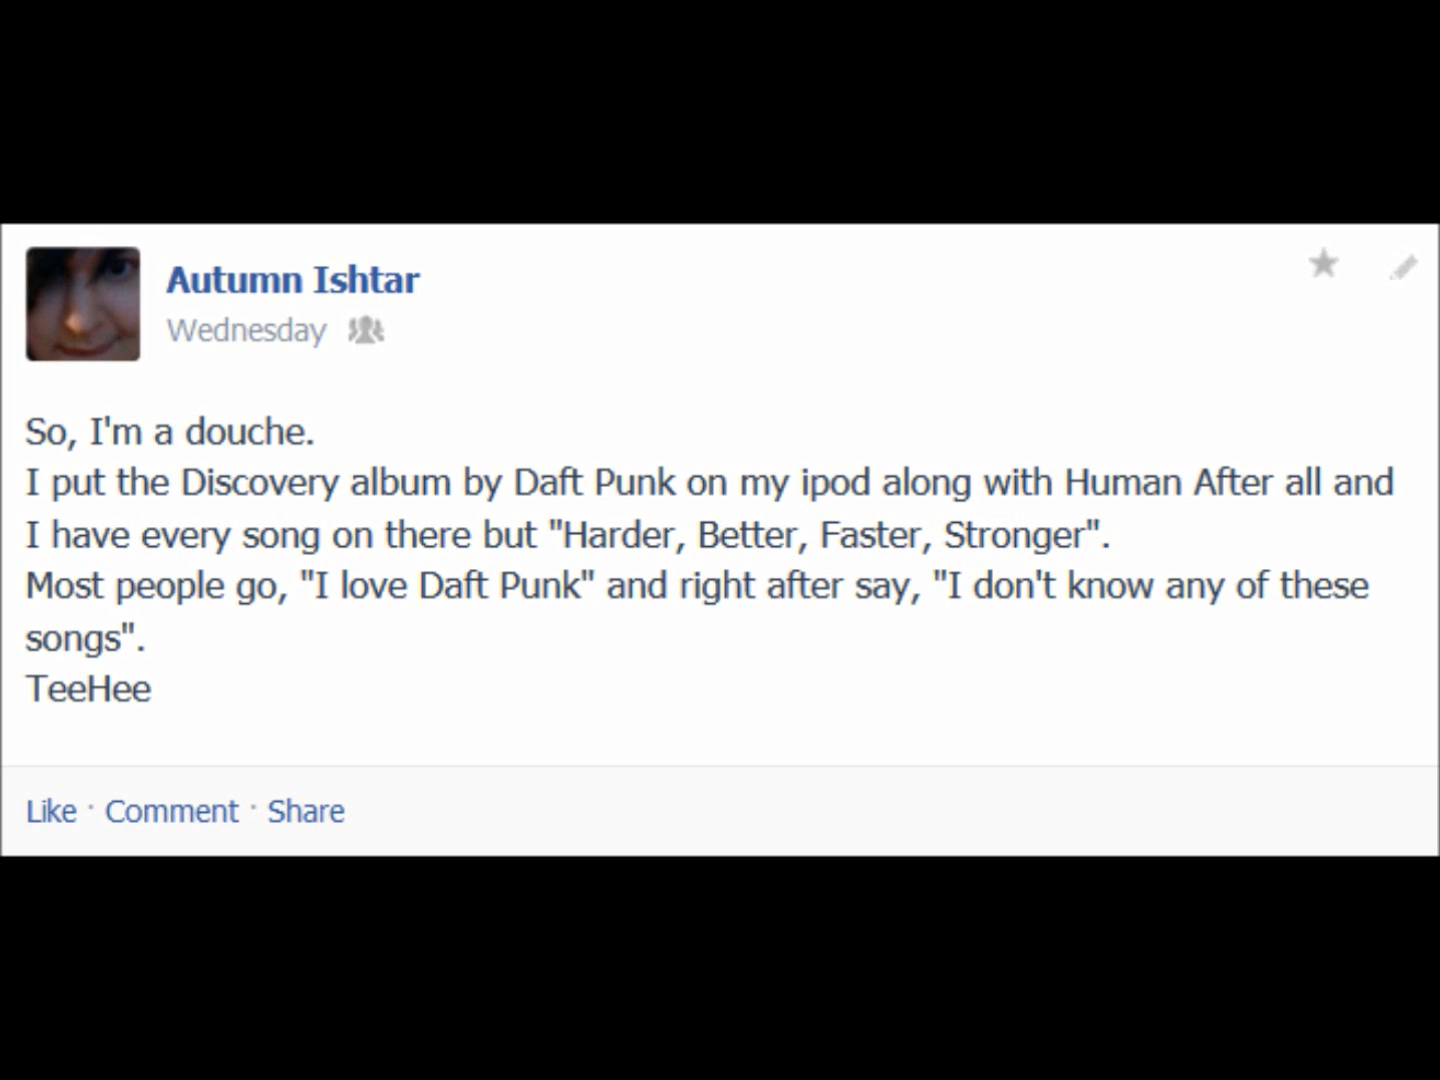 Autumn Ishtar
Wednesday
So, I'm a douche.
I put the Discovery album by Daft Punk on my ipod along with Human After all and
I have every song on there but "Harder, Better, Faster, Stronger".
Most people go, "I love Daft Punk" and right after say, "I don't know any of these
songs".
TeeHee
Like · Comment · Share